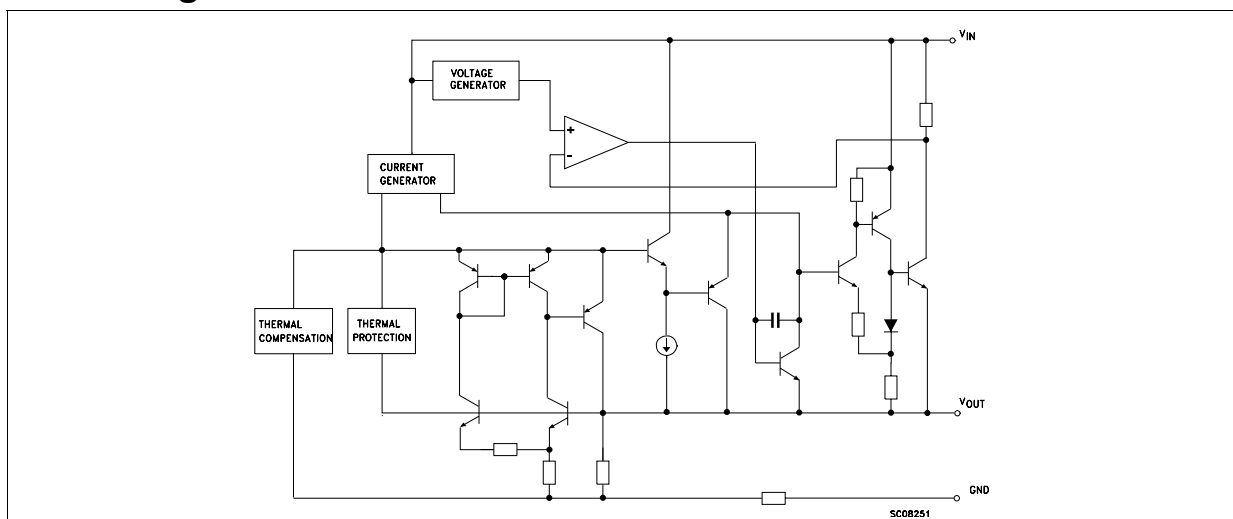 VIN
VOLTAGE
GENERATOR
+
-
CURRENT
GENERATOR
THERMAL
COMPENSATION
THERMAL
PROTECTION
VOUT
GND
SC08251